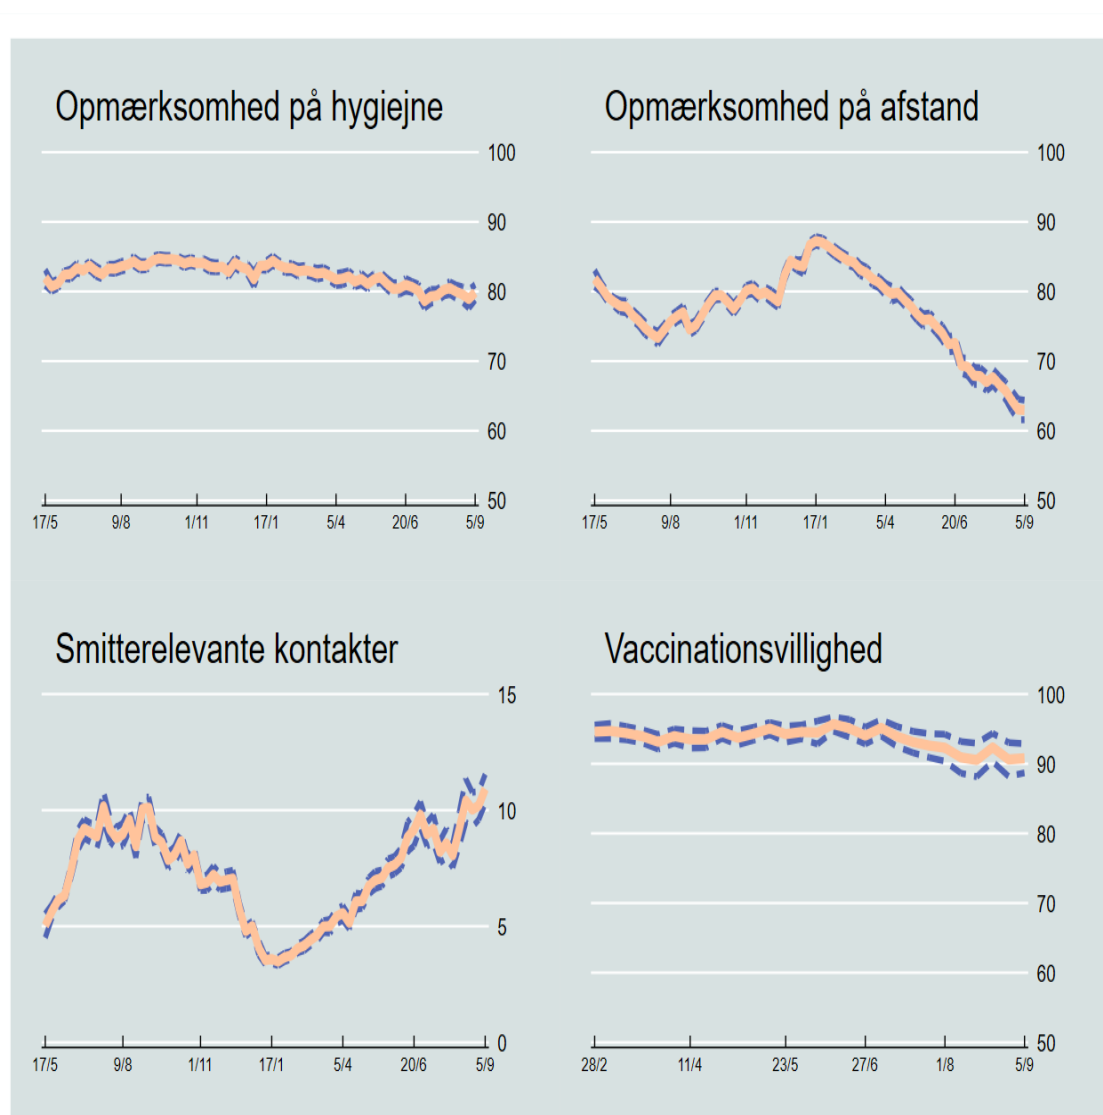 Opmærksomhed på hygiejne
100
90
80
70
60
50
17/5 9/8 1/11 17/1 5/4 20/6 5/9
Opmærksomhed på afstand
100
90
80
70
60
50
17/5 9/8 1/11 17/1 5/4 20/6 5/9
Smitterelevante kontakter
15
10
5
0
17/5 9/8 1/11 17/1 5/4 20/6 5/9
Vaccinationsvillighed
100
90
80
70
60
50
28/2 11/4 23/5 27/6 1/8 5/9